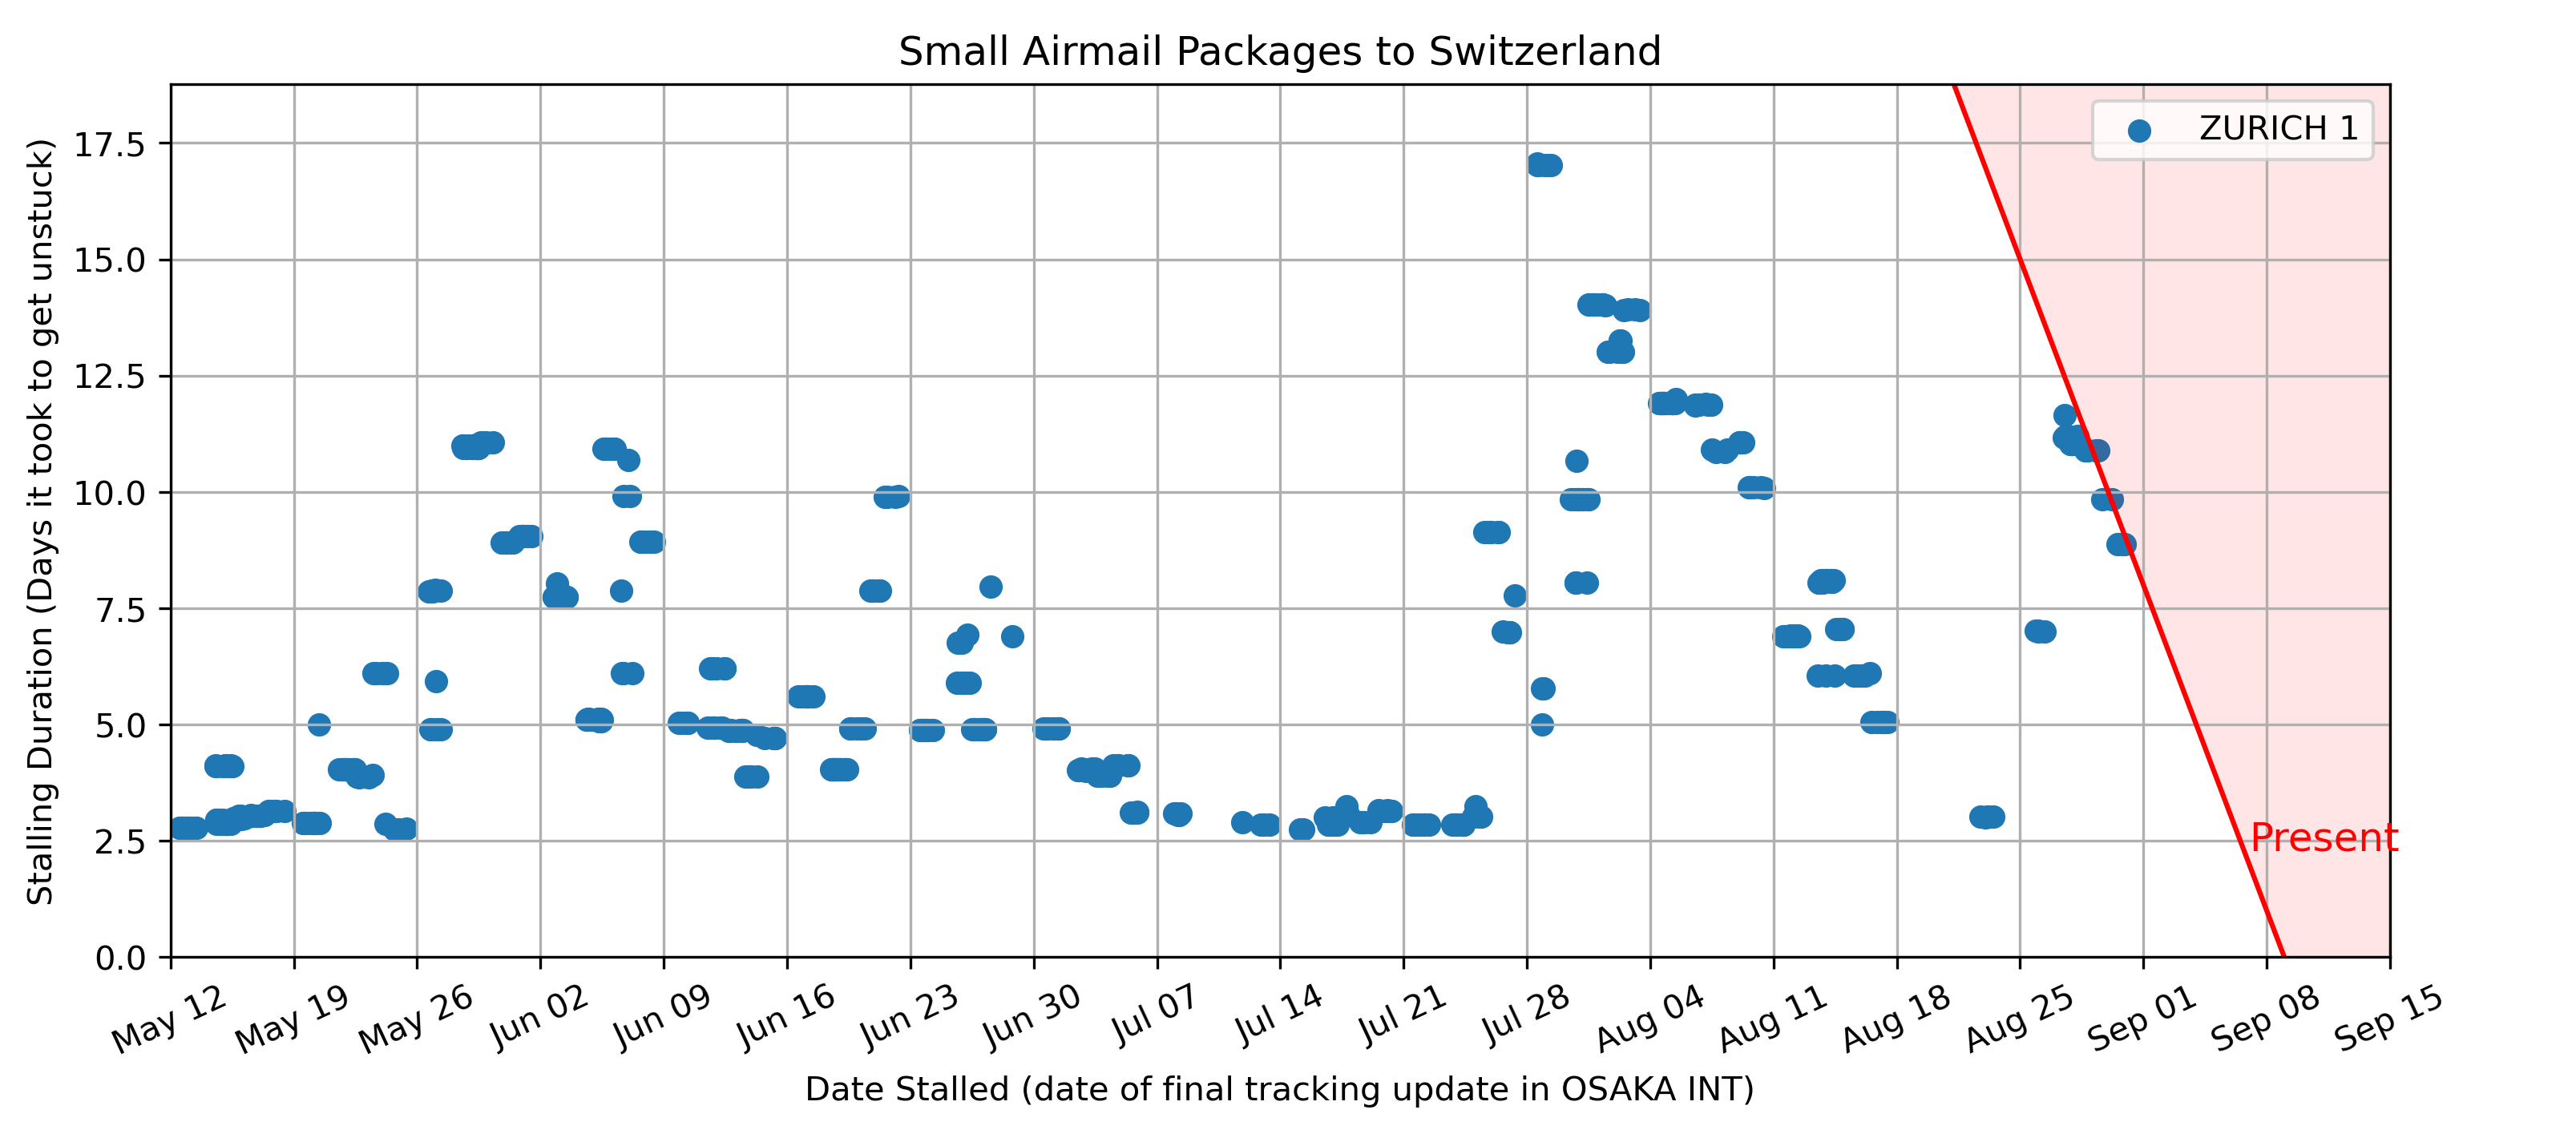 Small Airmail Packages to Switzerland
Stalling Duration (Days it took to get unstuck)
17.5
15.0
12.5
10.0
7.5
5.0
2.5
0.0
ZURICH 1
Present
May 12
May 19
May 26
Jun 02
Jun 09
Jun 16
Jun 23
Jun 30
Jul 07
Jul 14
Jul 21
Jul 28
Aug 04
Aug 11
Aug 18
Aug 25
Sep 01
Sep 08
Sep 15
Date Stalled (date of final tracking update in OSAKA INT)